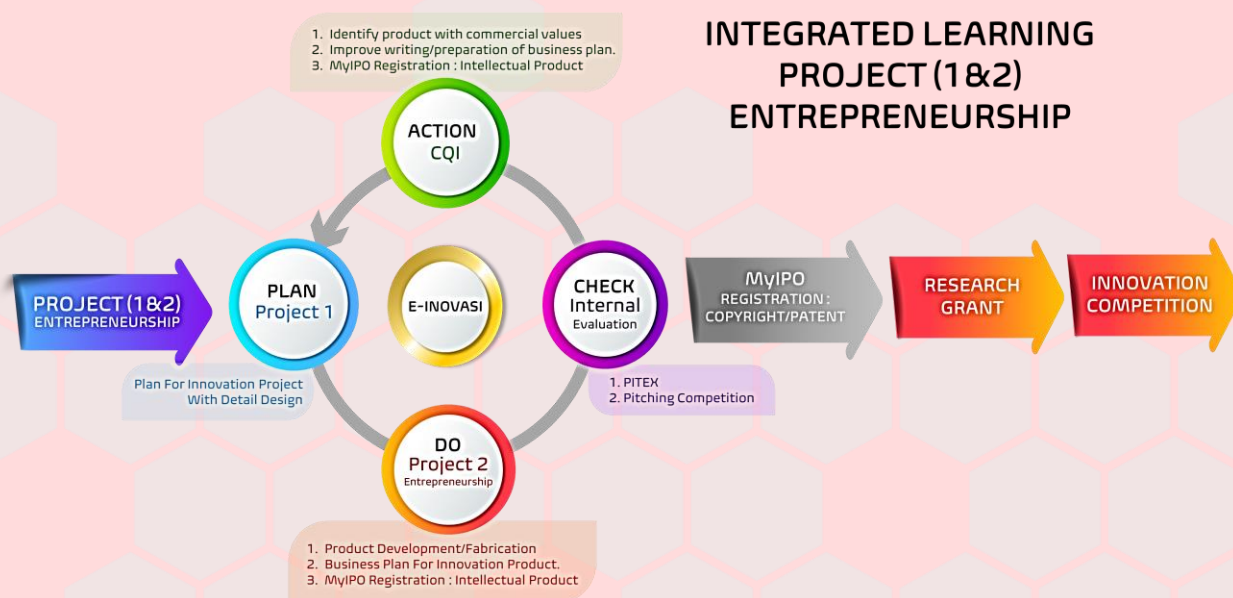 INTEGRATED LEARNING
PROJECT (1&2)
ENTREPRENEURSHIP
1. Identify product with commercial values
2. Improve writing/preparation of business plan.
3. MyIPO Registration : Intellectual Product
ACTION
CQI
PROJECT (1&2)
ENTREPRENEURSHIP
PLAN
Project 1
E-INOVASI
CHECK
Internal
Evaluation
MyIPO
REGISTRATION :
COPYRIGHT/PATENT
RESEARCH
GRANT
INNOVATION
COMPETITION
Plan For Innovation Project
With Detail Design
1. PITEX
2. Pitching Competition
DO
Project 2
Entrepreneurship
1. Product Development/Fabrication
2. Business Plan For Innovation Product.
3. MyIPO Registration : Intellectual Product